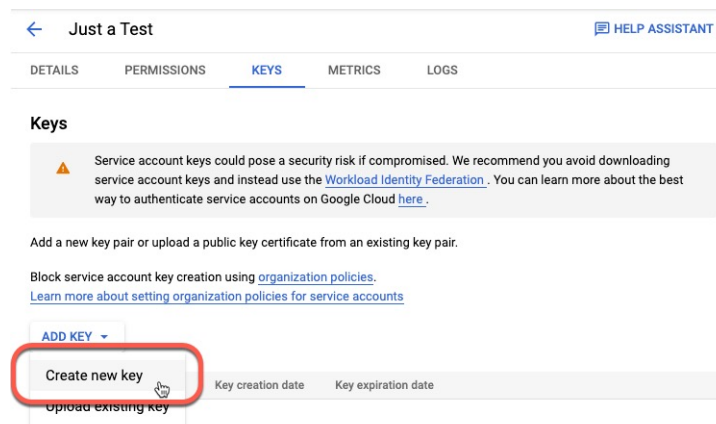 Just a Test
HELP ASSISTANT
DETAILS PERMISSIONS KEYS METRICS LOGS
Keys
Service account keys could pose a security risk if compromised. We recommend you avoid downloading
service account keys and instead use the Workload Identity Federation . You can learn more about the best
way to authenticate service accounts on Google Cloud here .
Add a new key pair or upload a public key certificate from an existing key pair.
Block service account key creation using organization policies.
Learn more about setting organization policies for service accounts
ADD KEY
Create new key
Key creation date Key expiration date
Upload existing key